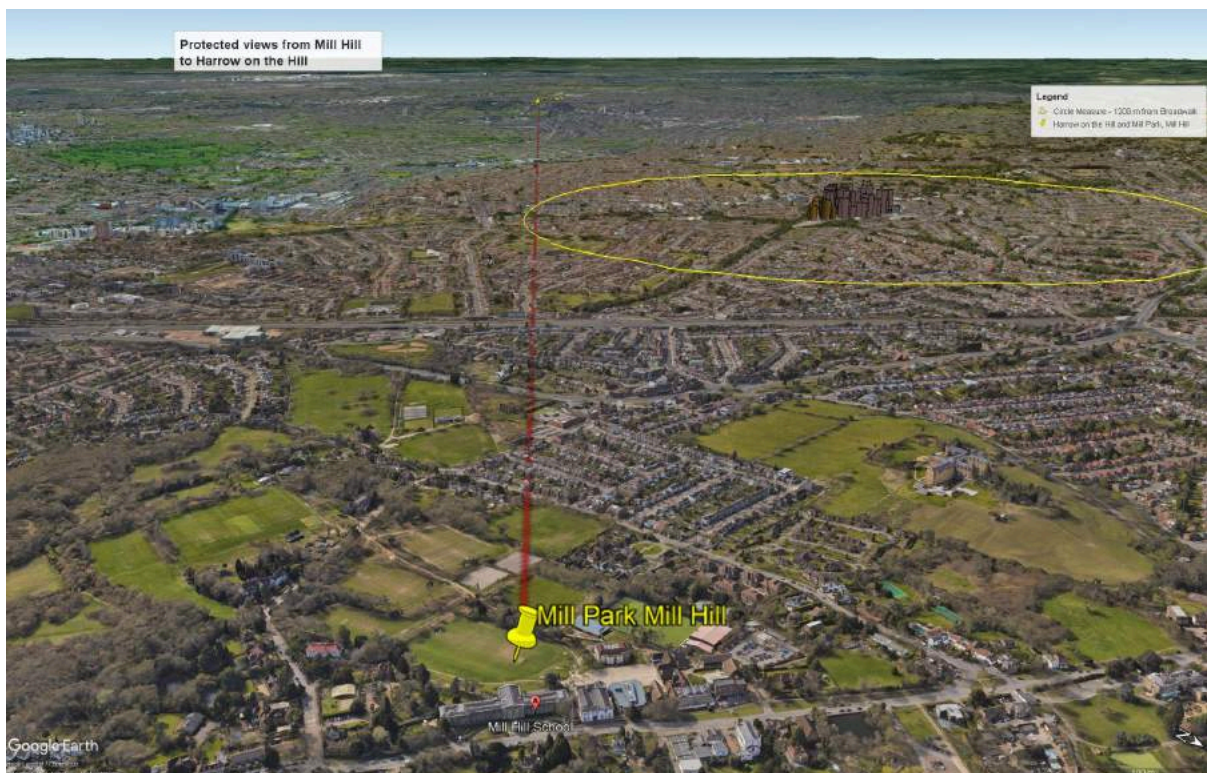 Protected views from Mill Hill
to Harrow on the Hill
Legend
Circle Measure - 1200 m from Broadwalk
Harrow on the Hill and Mill Park, Mill Hill
Mill Park Mill Hill
Mill Hill School
Google Earth